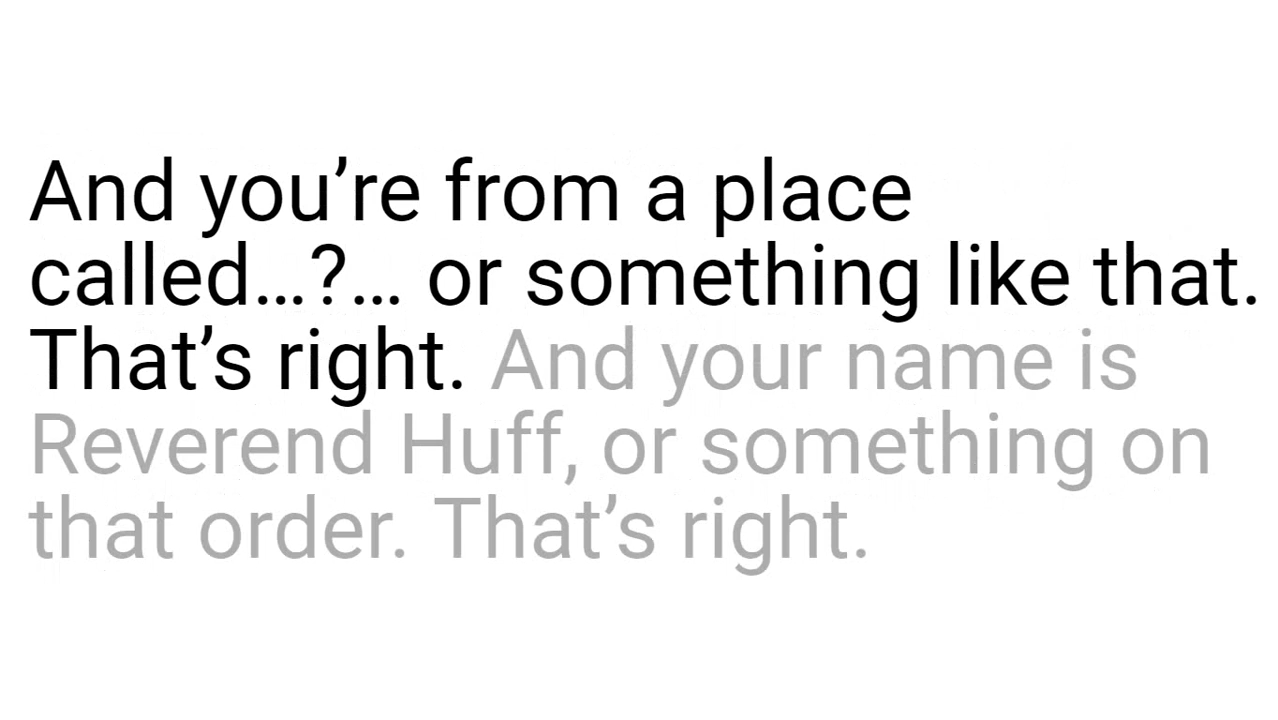 And you’re from a place
called…?… or something like that.
That’s right. And your name is
Reverend Huff, or something on
that order. That’s right.